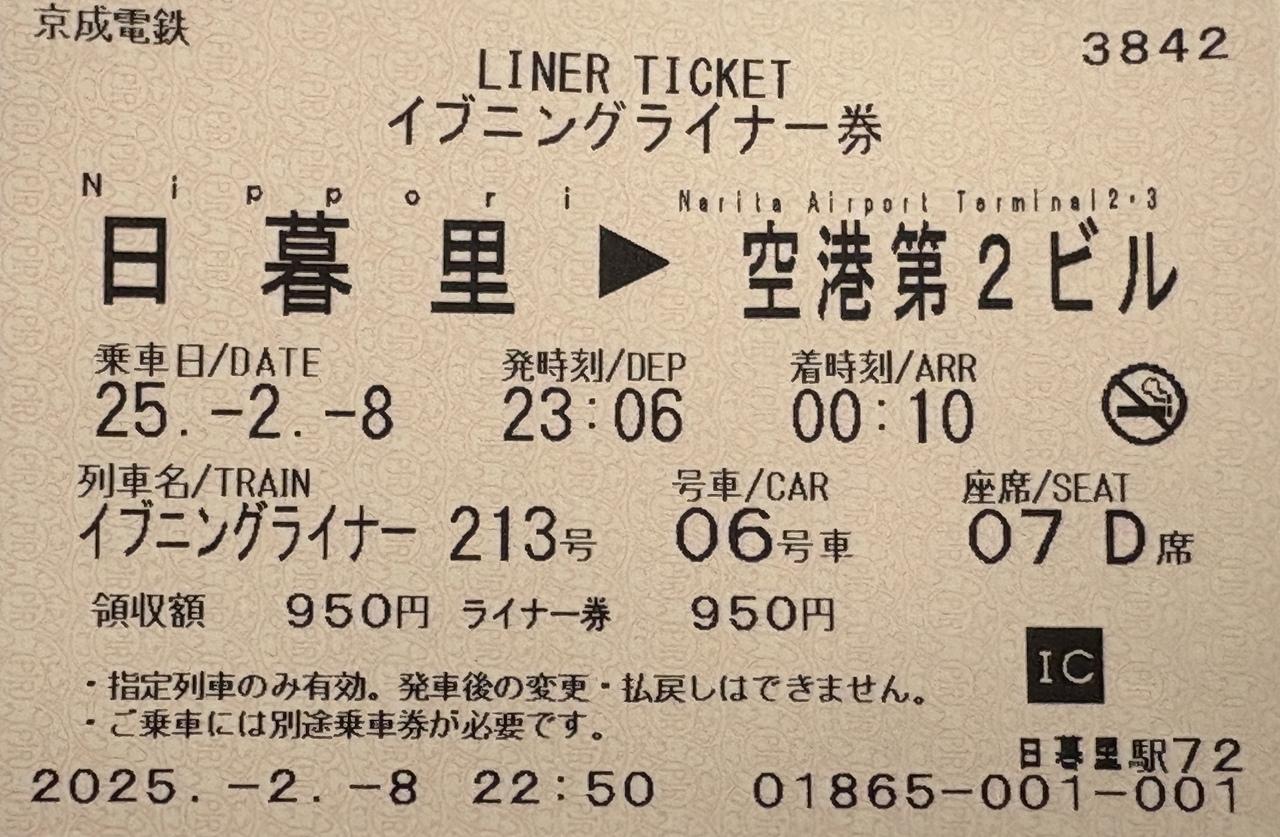 京成電鉄
3842
LINER TICKET
イブニングライナー券
Nippori Narita Airport Terminal2・3
日暮里 ▶ 空港第2ビル
乗車日/DATE 発時刻/DEP 着時刻/ARR
25.-2.-8 23:06 00:10
列車名/TRAIN 号車/CAR 座席/SEAT
イブニングライナー 213号 06号車 07 D席
領収額 950円 ライナー券 950円
IC
・指定列車のみ有効。発車後の変更・払戻しはできません。
・ご乗車には別途乗車券が必要です。
日暮里駅72
2025.-2.-8 22:50 01865-001-001